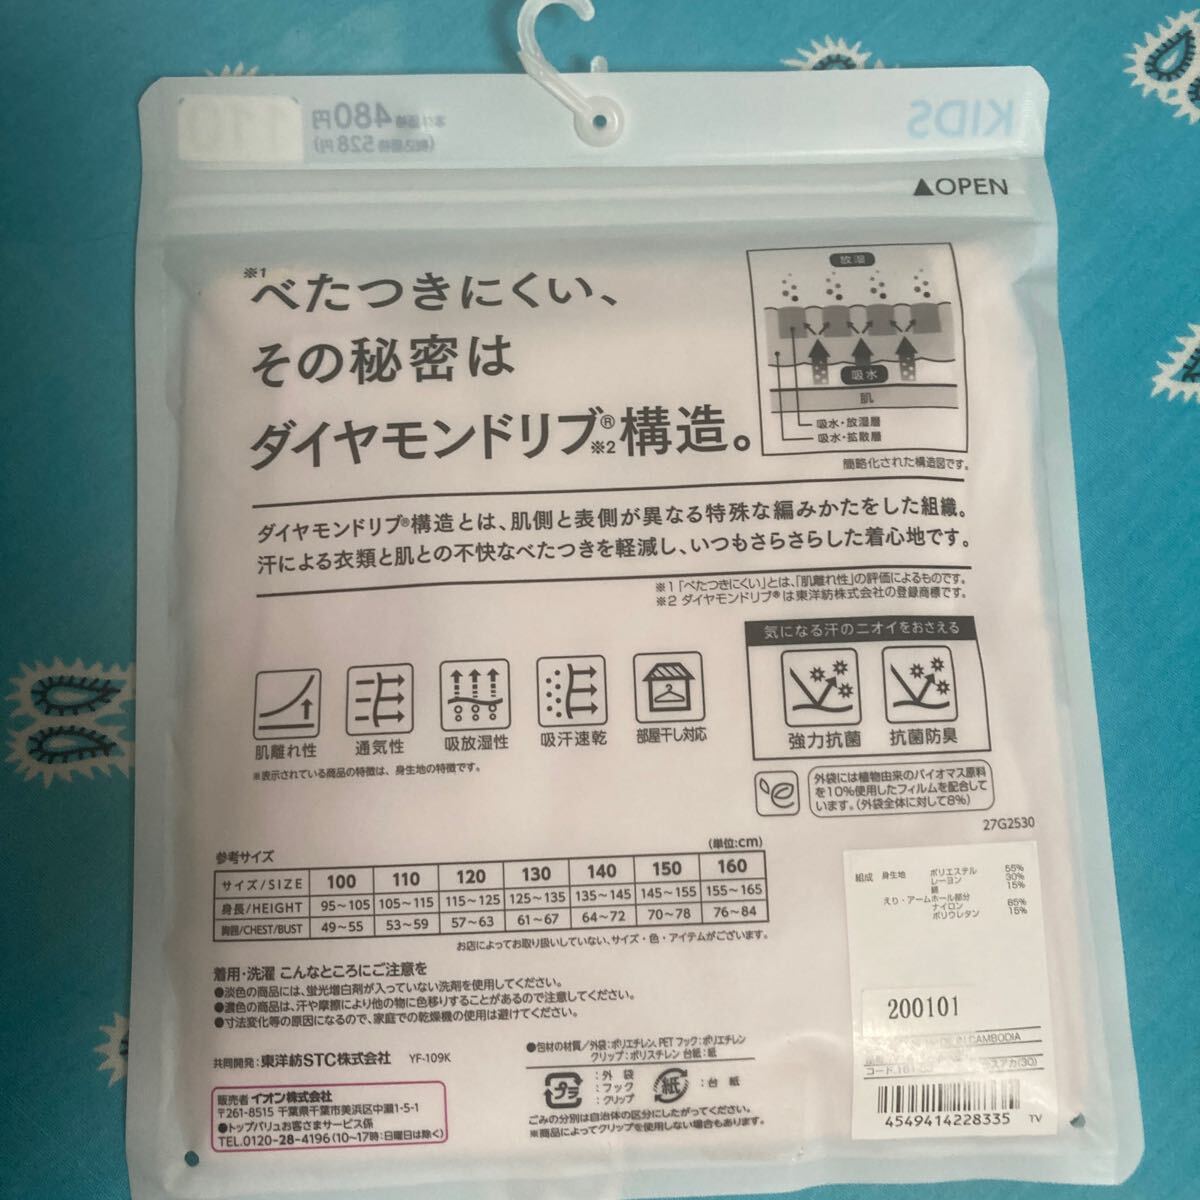 KIDS
本体価格480円
(税込価格528円)
110
▲OPEN
※1
べたつきにくい、
その秘密は
ダイヤモンドリブ®※2構造。
放湿
吸水
肌
吸水・放湿層
吸水・拡散層
簡略化された構造図です。
ダイヤモンドリブ®構造とは、肌側と表側が異なる特殊な編みかたをした組織。
汗による衣類と肌との不快なべたつきを軽減し、いつもさらさらした着心地です。
※1「べたつきにくい」とは、「肌離れ性」の評価によるものです。
※2 ダイヤモンドリブ®は東洋紡株式会社の登録商標です。
気になる汗のニオイをおさえる
肌離れ性 通気性 吸放湿性 吸汗速乾 部屋干し対応
強力抗菌 抗菌防臭
※表示されている商品の特徴は、身生地の特徴です。
外袋には植物由来のバイオマス原料
を10%使用したフィルムを配合して
います。(外袋全体に対して8%)
27G2530
参考サイズ (単位:cm)
サイズ/SIZE 100 110 120 130 140 150 160
身長/HEIGHT 95~105 105~115 115~125 125~135 135~145 145~155 155~165
胸囲/CHEST/BUST 49~55 53~59 57~63 61~67 64~72 70~78 76~84
お店によってお取り扱いしていない、サイズ・色・アイテムがございます。
着用・洗濯 こんなところにご注意を
●淡色の商品には、蛍光増白剤が入っていない洗剤を使用してください。
●濃色の商品は、汗や摩擦により他の物に色移りすることがあるので注意してください。
●寸法変化等の原因になるので、家庭での乾燥機の使用は避けてください。
共同開発:東洋紡STC株式会社 YF-109K
販売者 イオン株式会社
〒261-8515 千葉県千葉市美浜区中瀬1-5-1
●トップバリュお客さまサービス係
TEL.0120-28-4196(10~17時:日曜日は除く)
●包材の材質/外袋:ポリエチレン、PET フック:ポリエチレン
クリップ:ポリスチレン 台紙:紙
プラ
:外 袋
:フック
:クリップ
紙
:台 紙
ごみの分別は自治体の区分にしたがってください。
※商品によってクリップを使用しない場合もあります。
組成 身生地 ポリエステル 55%
レーヨン 30%
綿 15%
えり・アームホール部分
ナイロン 85%
ポリウレタン 15%
200101
CAMBODIA
コード
スアカ(30)
4549414228335 TV